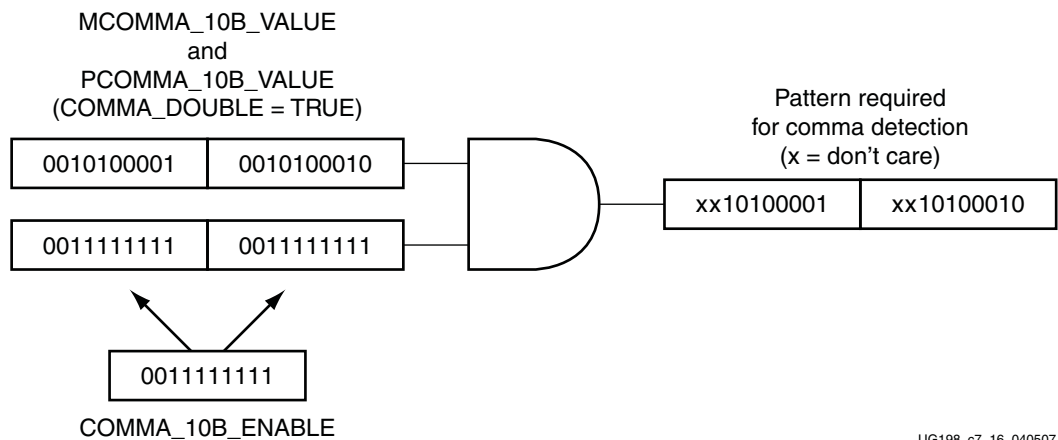 MCOMMA_10B_VALUE
and
PCOMMA_10B_VALUE
(COMMA_DOUBLE = TRUE)
0010100001 0010100010
0011111111 0011111111
0011111111
COMMA_10B_ENABLE
Pattern required
for comma detection
(x = don't care)
xx10100001 xx10100010
UG198_c7_16_040507